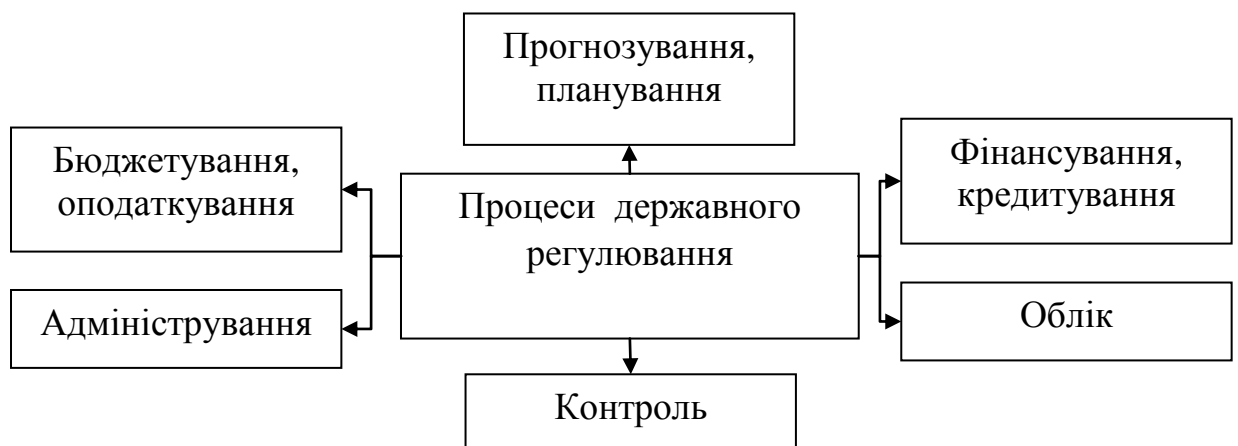 Прогнозування,
планування
Бюджетування,
оподаткування
Фінансування,
кредитування
Процеси державного
регулювання
Адміністрування
Облік
Контроль